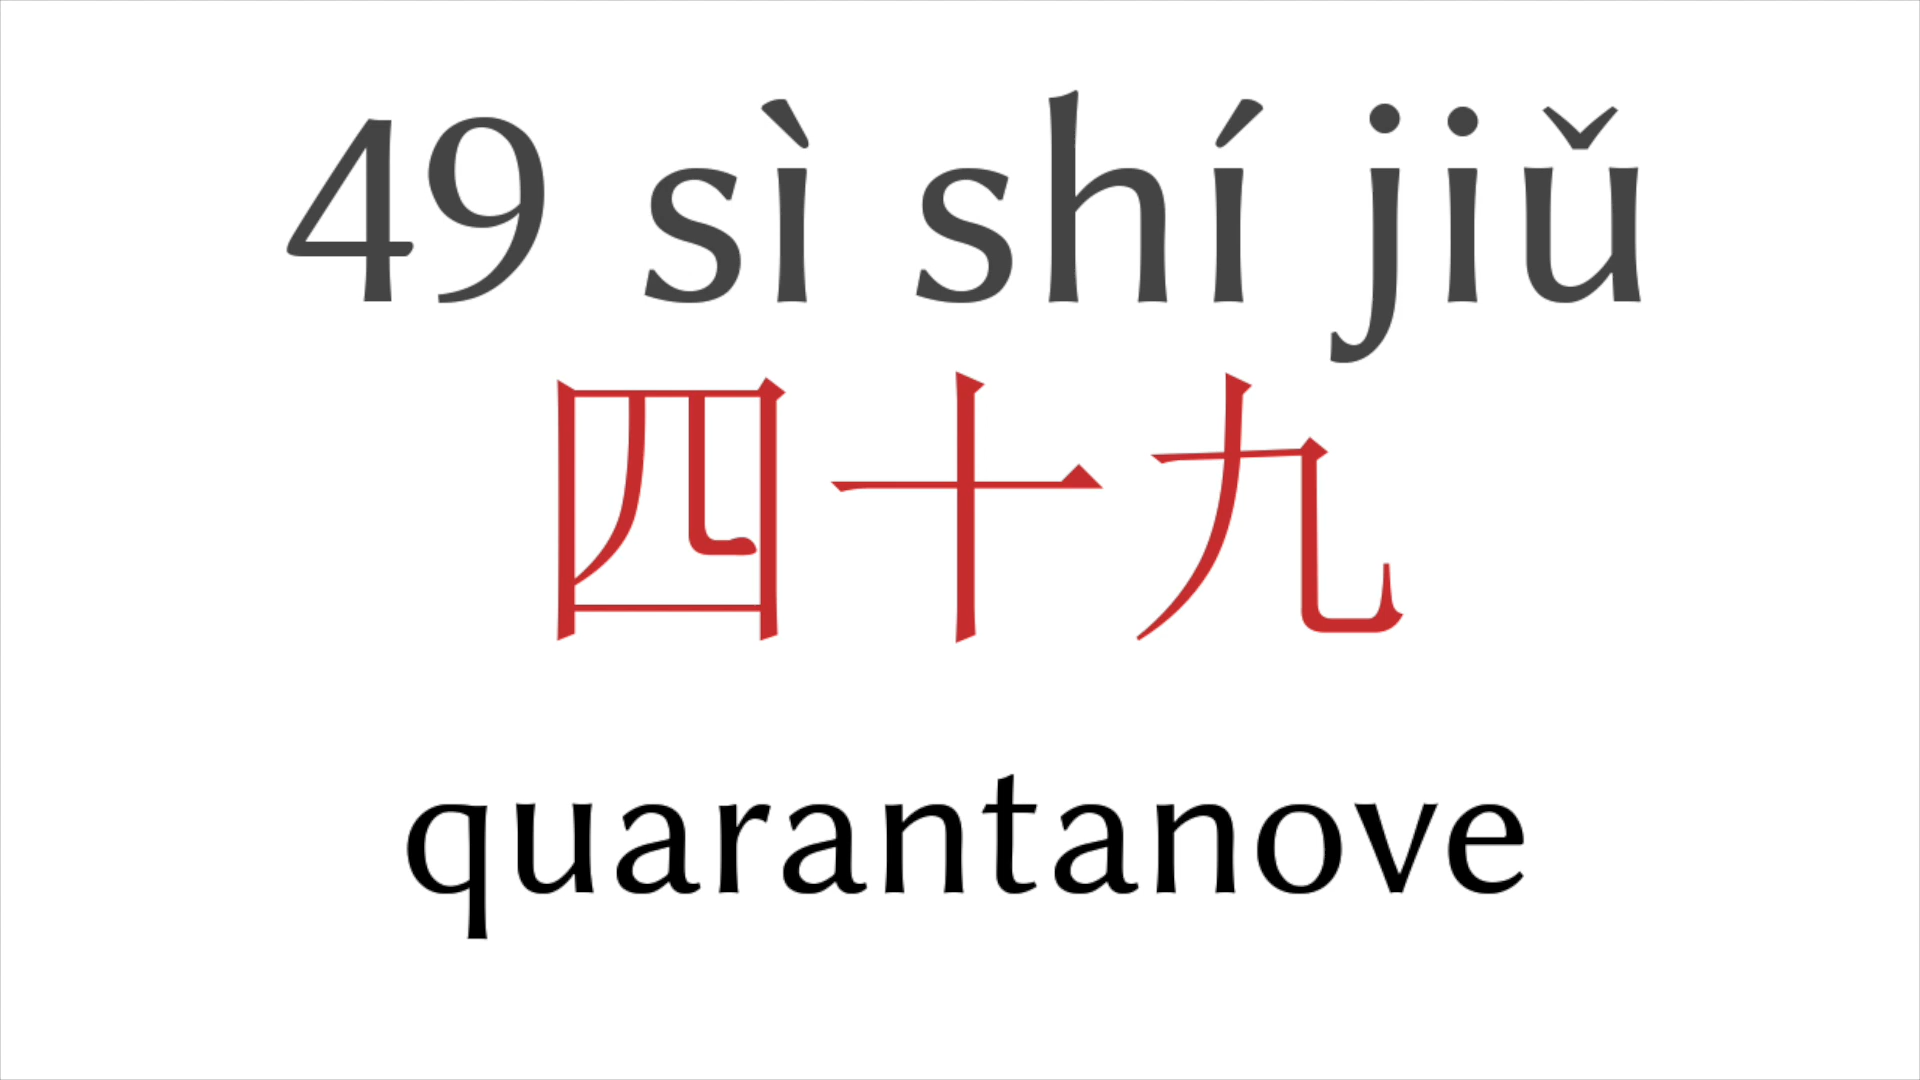 49 sì shí jiǔ
四十九
quarantanove